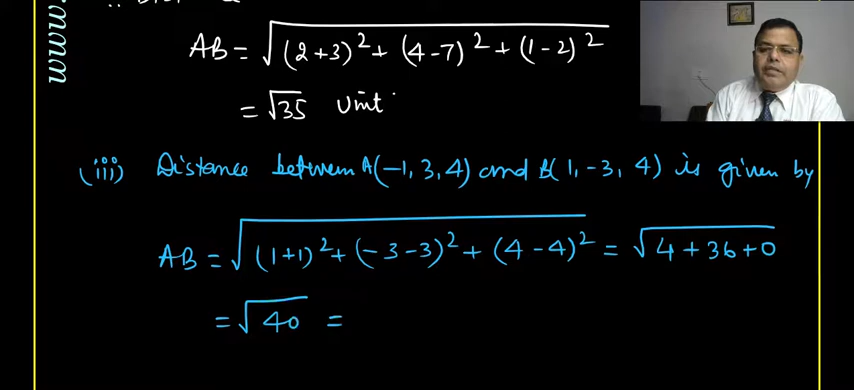 www.
AB = √(2+3)² + (4-7)² + (1-2)²
= √35 Unit
(iii) Distance between A(-1, 3, 4) and B(1, -3, 4) is given by
AB = √(1+1)² + (-3-3)² + (4-4)² = √4+36+0
= √40 =